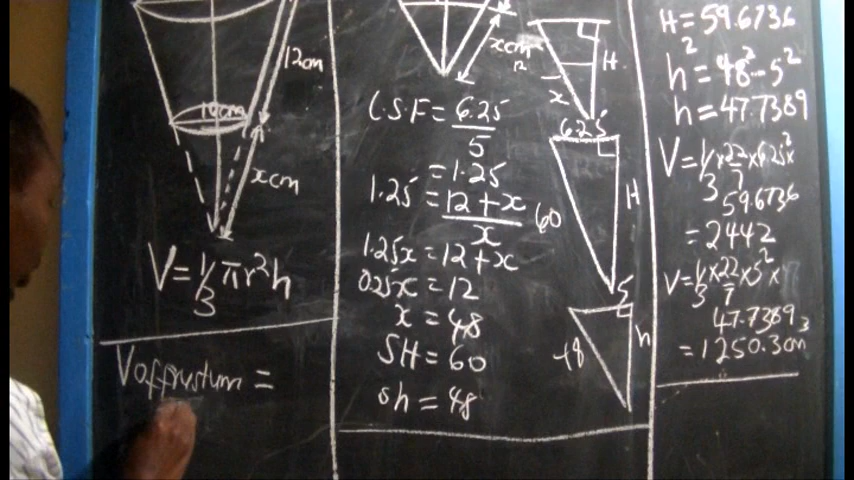 12cm
10cm
xcm
V = 1/3 πr²h
V of frustum =
xcm
12
L.S.F = 6.25/5
= 1.25
1.25 = 12 + x/x
1.25x = 12 + x
0.25x = 12
x = 48
SH = 60
sh = 48
H
x
6.25
H
60
5
h
48
H = 59.6736
h² = 48² - 5²
h = 47.7389
V = 1/3 x 22/7 x 6.25² x
59.6736
= 2442
V = 1/3 x 22/7 x 5² x
47.7389
= 1250.3cm³